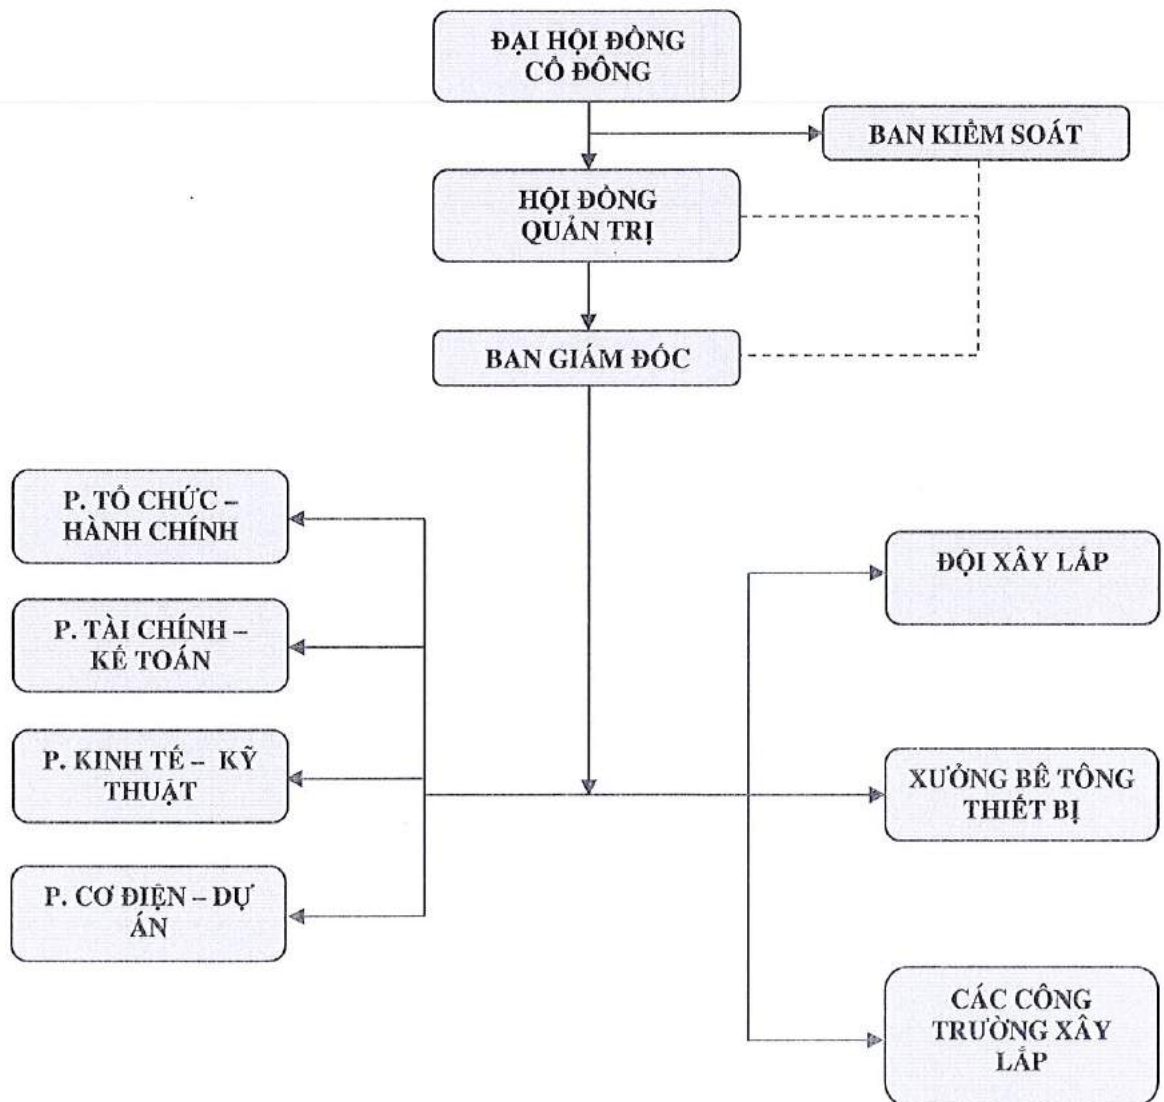 ĐẠI HỘI ĐỒNG
CỔ ĐÔNG
BAN KIỂM SOÁT
HỘI ĐỒNG
QUẢN TRỊ
BAN GIÁM ĐỐC
P. TỔ CHỨC –
HÀNH CHÍNH
P. TÀI CHÍNH –
KẾ TOÁN
P. KINH TẾ – KỸ
THUẬT
P. CƠ ĐIỆN – DỰ
ÁN
ĐỘI XÂY LẮP
XƯỞNG BÊ TÔNG
THIẾT BỊ
CÁC CÔNG
TRƯỜNG XÂY
LẮP